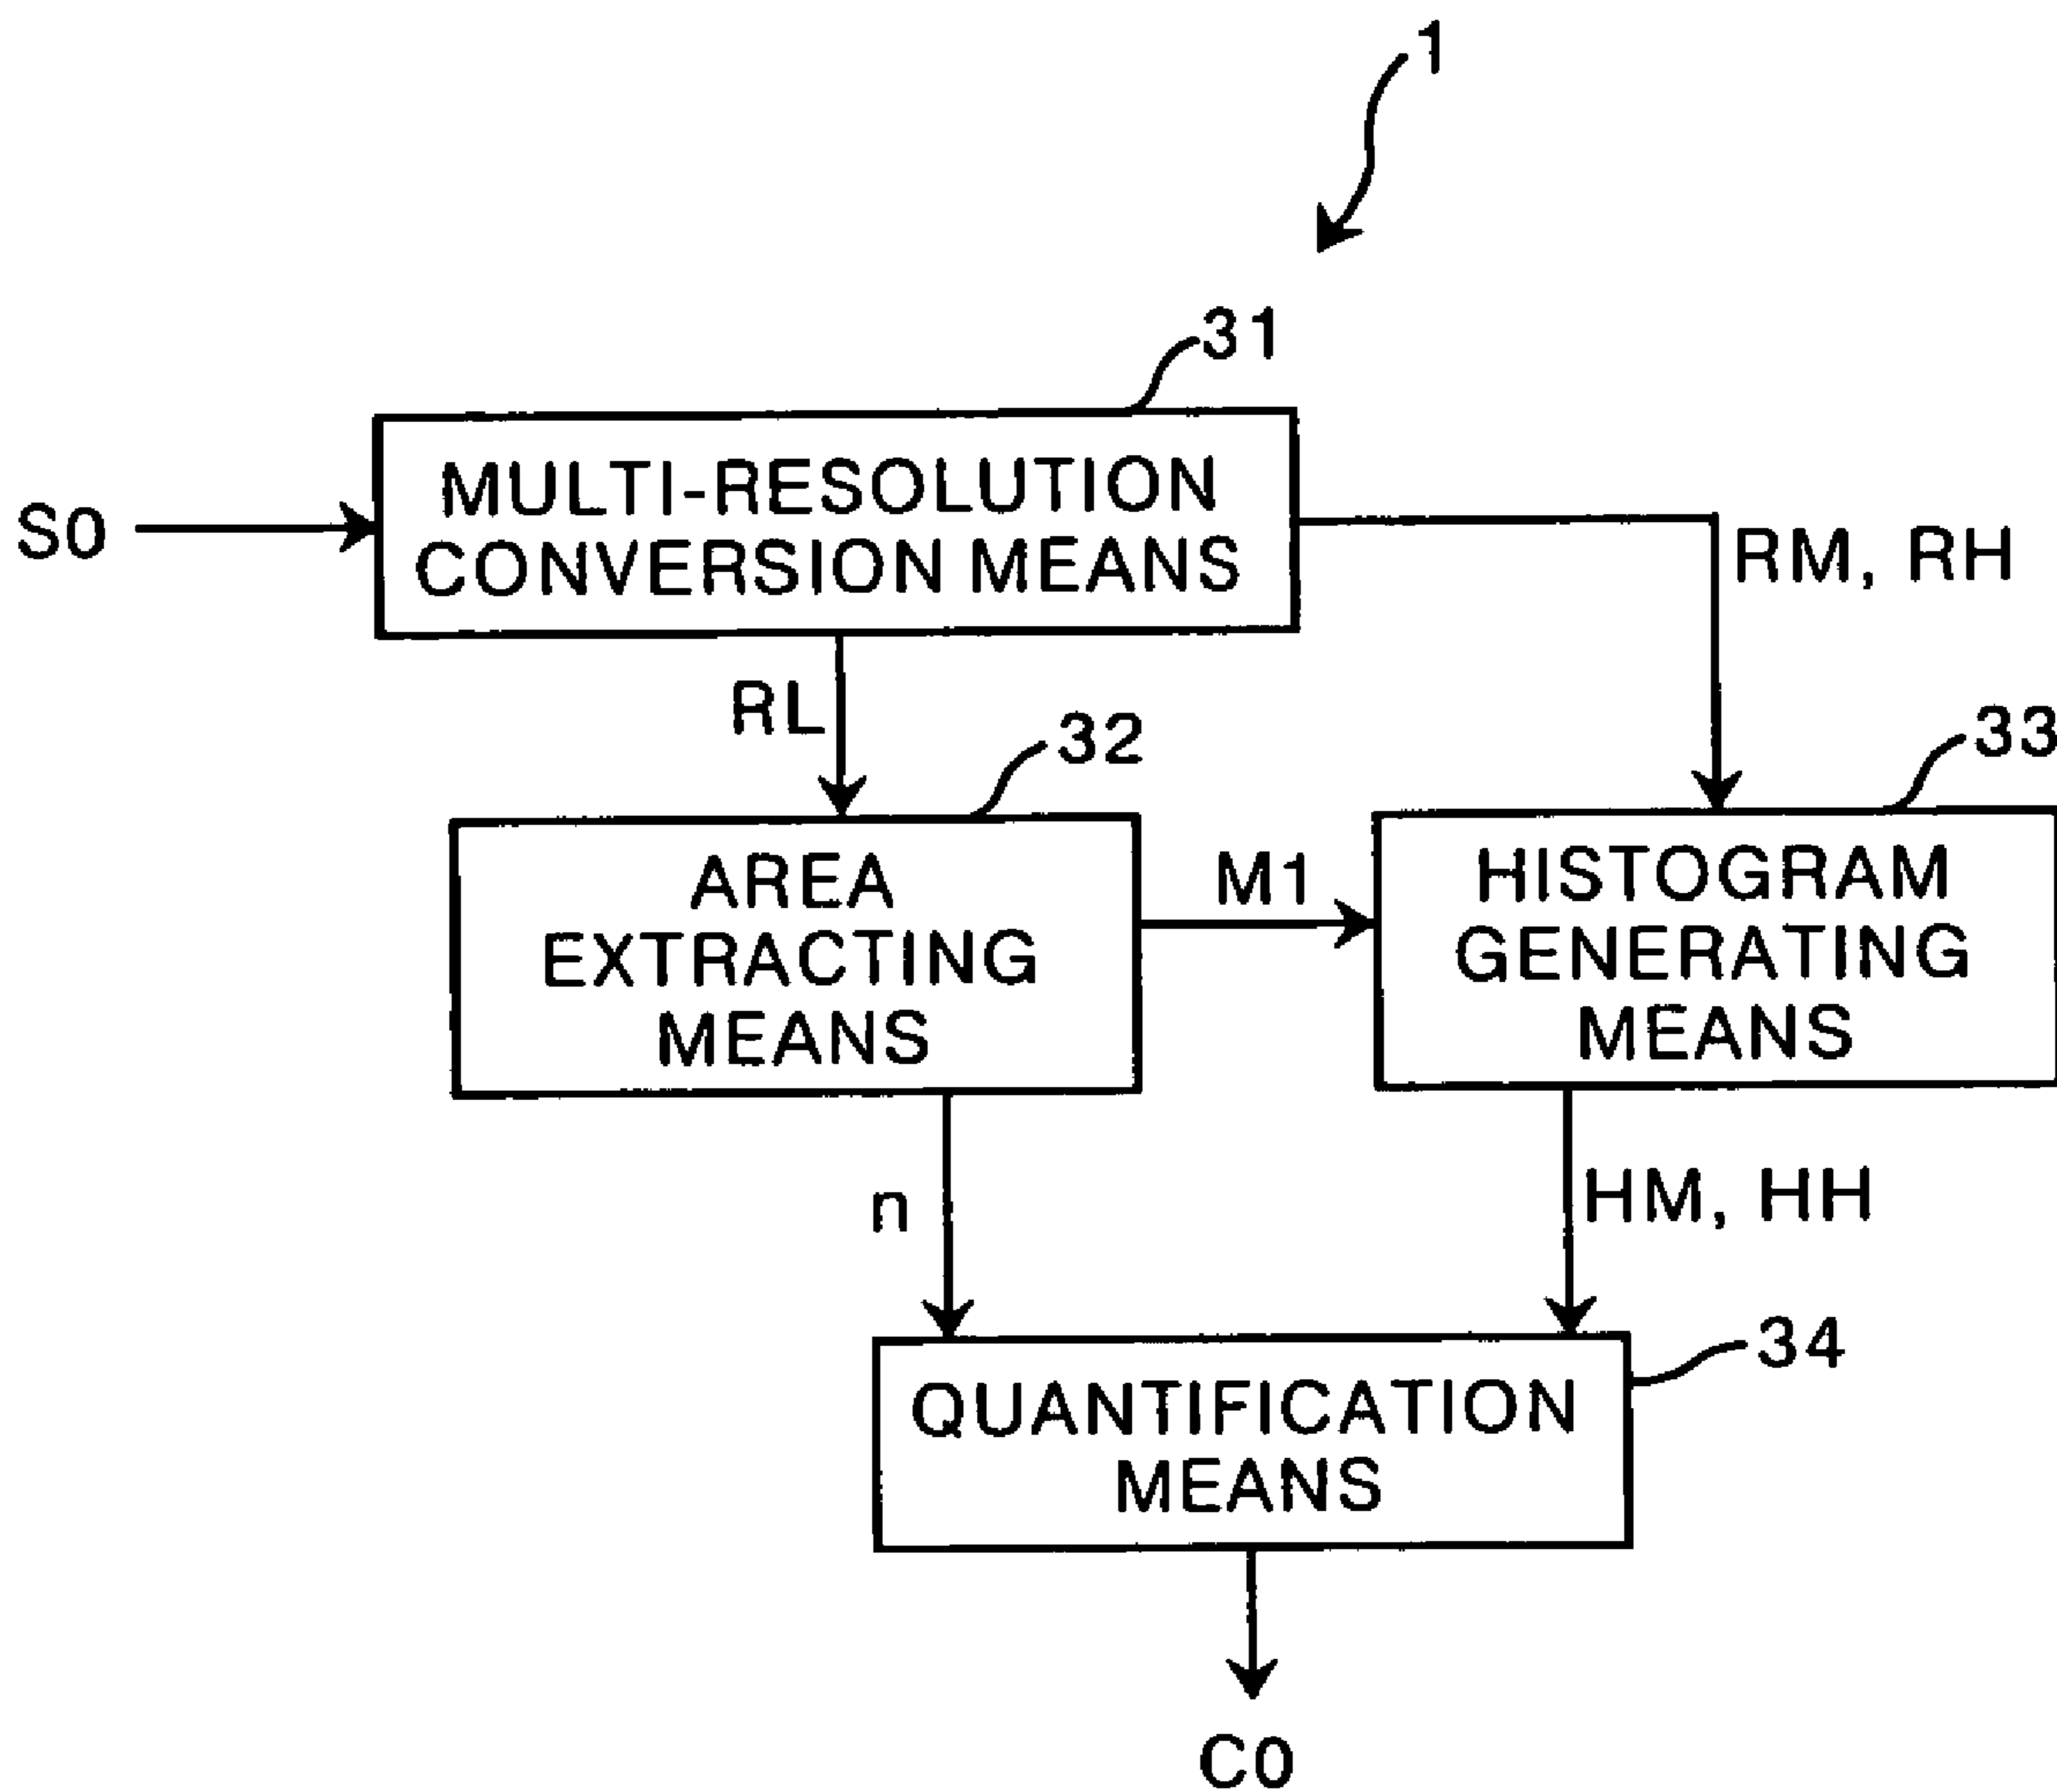 1
31
MULTI-RESOLUTION
CONVERSION MEANS
S0
RM, RH
RL
32
33
AREA
EXTRACTING
MEANS
M1
HISTOGRAM
GENERATING
MEANS
n
HM, HH
34
QUANTIFICATION
MEANS
C0